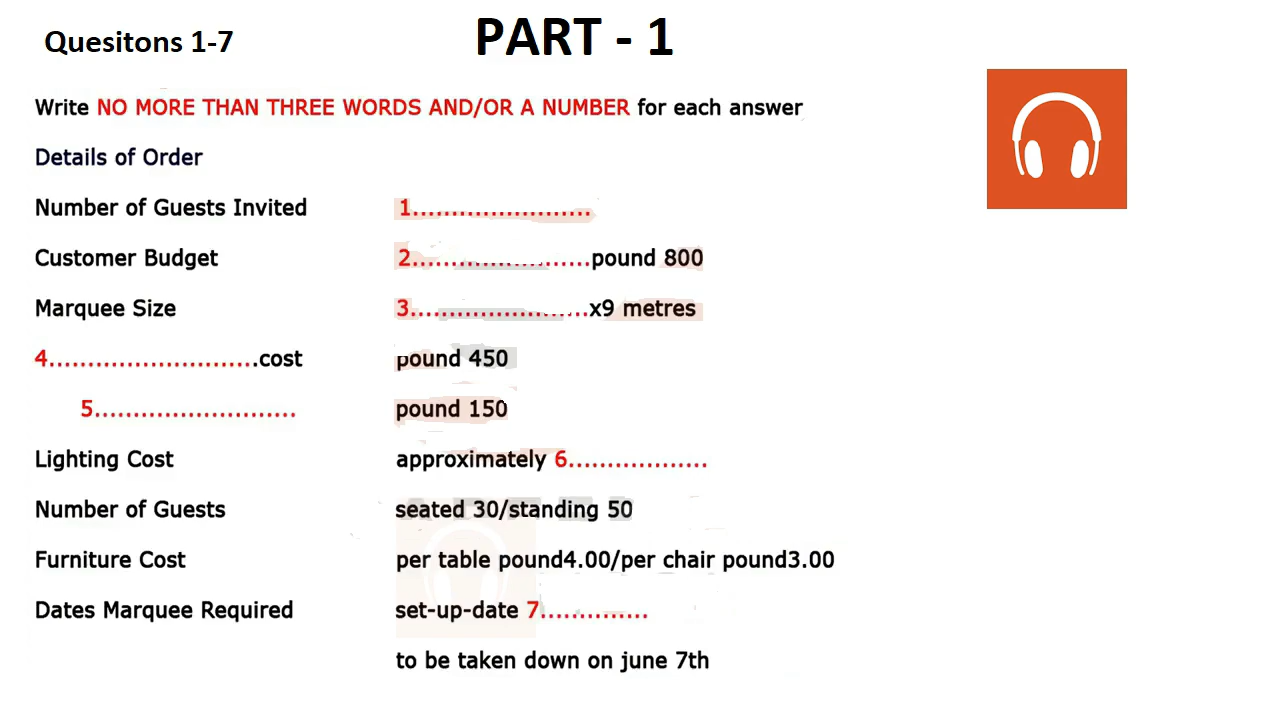 PART - 1
Quesitons 1-7
Write NO MORE THAN THREE WORDS AND/OR A NUMBER for each answer
Details of Order
Number of Guests Invited 1.......................
Customer Budget 2.......................pound 800
Marquee Size 3.......................x9 metres
4...........................cost pound 450
5.......................... pound 150
Lighting Cost approximately 6..................
Number of Guests seated 30/standing 50
Furniture Cost per table pound4.00/per chair pound3.00
Dates Marquee Required set-up-date 7..............
to be taken down on june 7th